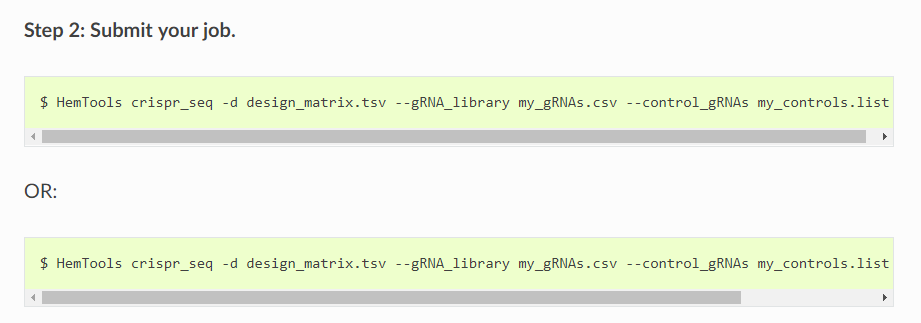 Step 2: Submit your job.
$ HemTools crispr_seq -d design_matrix.tsv --gRNA_library my_gRNAs.csv --control_gRNAs my_controls.list
OR:
$ HemTools crispr_seq -d design_matrix.tsv --gRNA_library my_gRNAs.csv --control_gRNAs my_controls.list